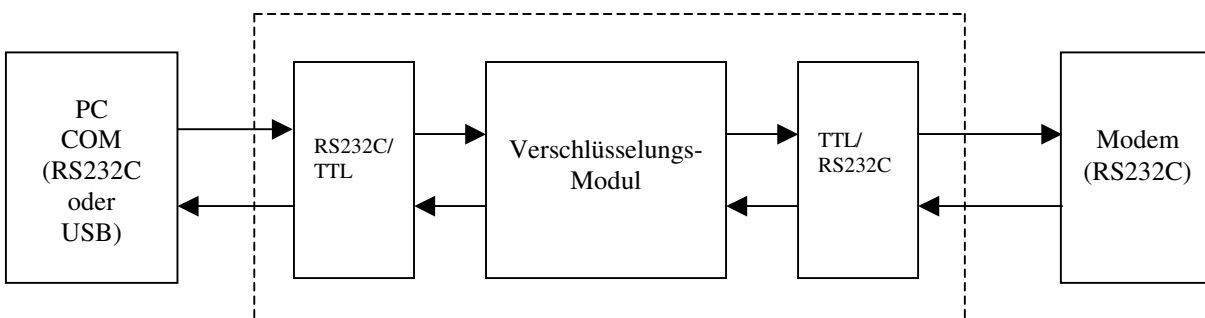 PC
COM
(RS232C
oder
USB)
RS232C/
TTL
Verschlüsselungs-
Modul
TTL/
RS232C
Modem
(RS232C)